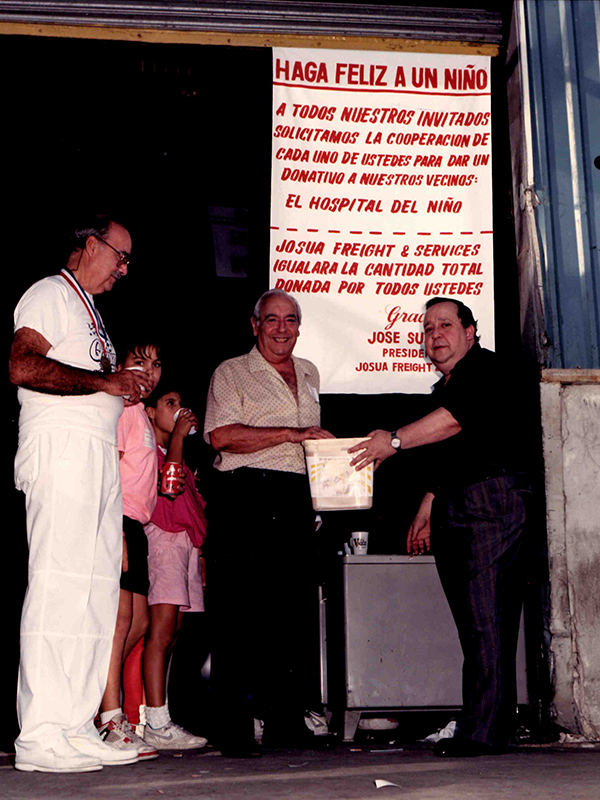 HAGA FELIZ A UN NIÑO
A TODOS NUESTROS INVITADOS
SOLICITAMOS LA COOPERACION DE
CADA UNO DE USTEDES PARA DAR UN
DONATIVO A NUESTROS VECINOS:
EL HOSPITAL DEL NIÑO
JOSUA FREIGHT & SERVICES
IGUALARA LA CANTIDAD TOTAL
DONADA POR TODOS USTEDES
JOSE
JOSUA FREIGHT